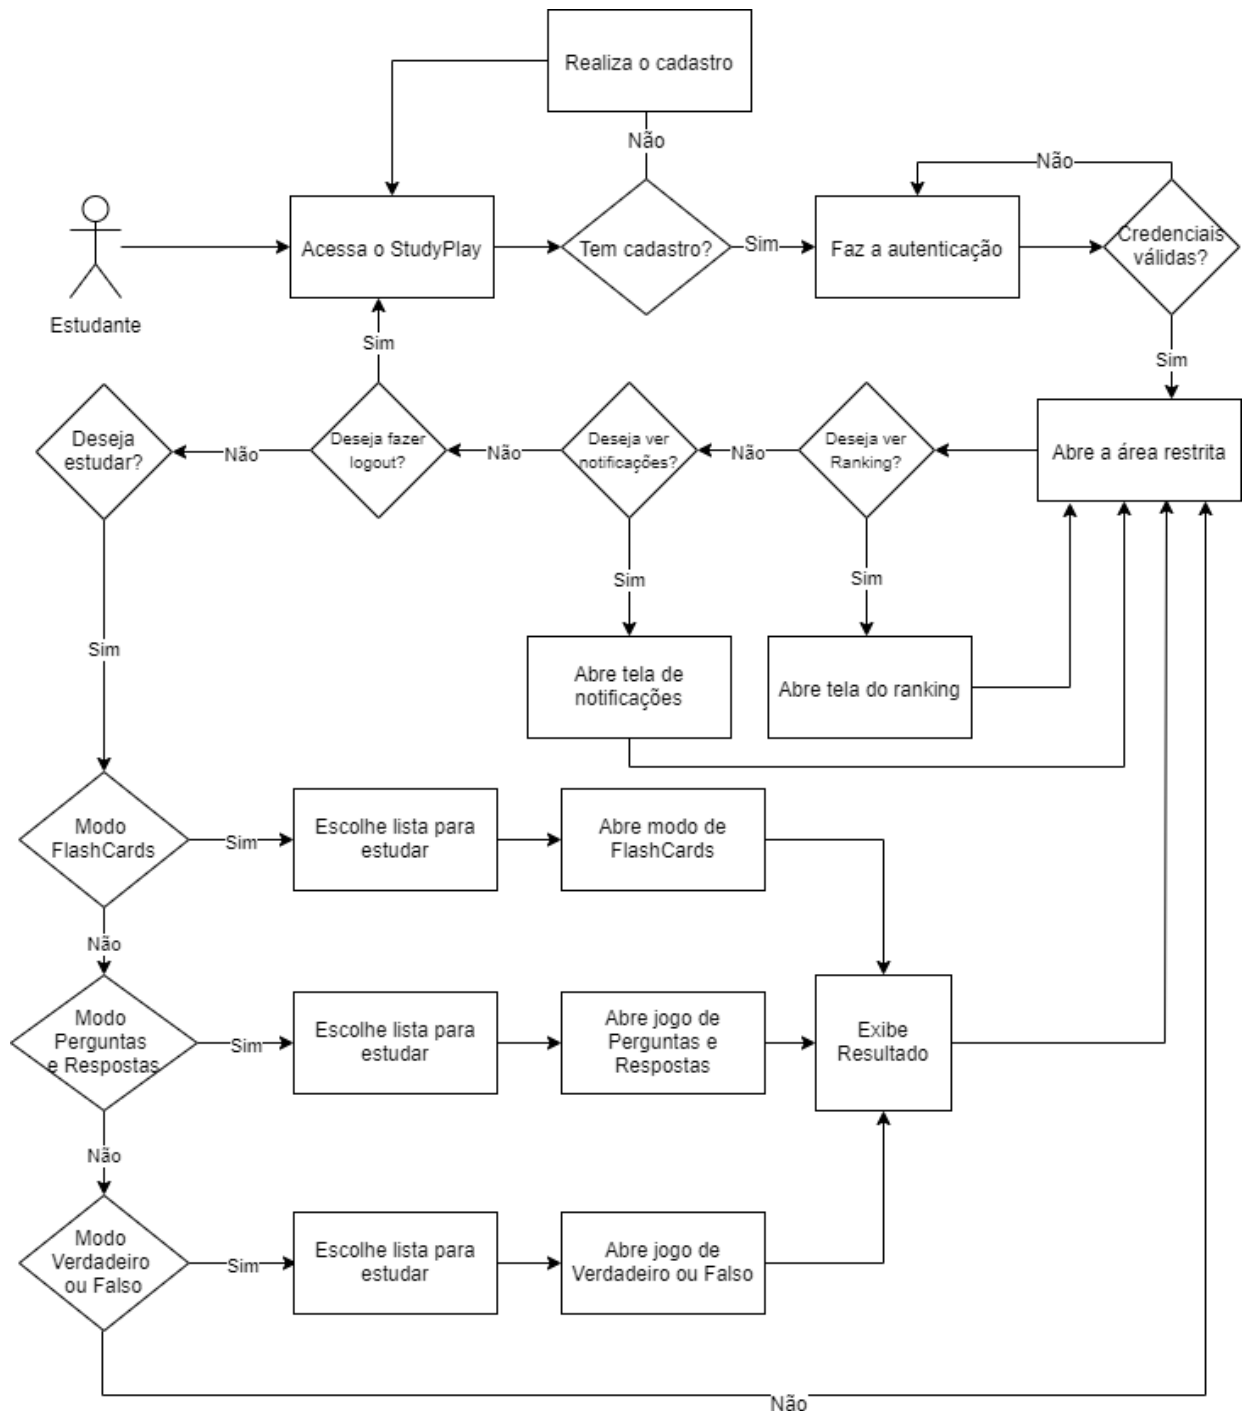 Realiza o cadastro
Não
Não
Acessa o StudyPlay
Tem cadastro?
Sim
Faz a autenticação
Credenciais
válidas?
Estudante
Sim
Sim
Deseja
estudar?
Não
Deseja fazer
logout?
Não
Deseja ver
notificações?
Não
Deseja ver
Ranking?
Abre a área restrita
Sim
Sim
Sim
Abre tela de
notificações
Abre tela do ranking
Modo
FlashCards
Sim
Escolhe lista para
estudar
Abre modo de
FlashCards
Não
Modo
Perguntas
e Respostas
Sim
Escolhe lista para
estudar
Abre jogo de
Perguntas e
Respostas
Exibe
Resultado
Não
Modo
Verdadeiro
ou Falso
Sim
Escolhe lista para
estudar
Abre jogo de
Verdadeiro ou Falso
Não